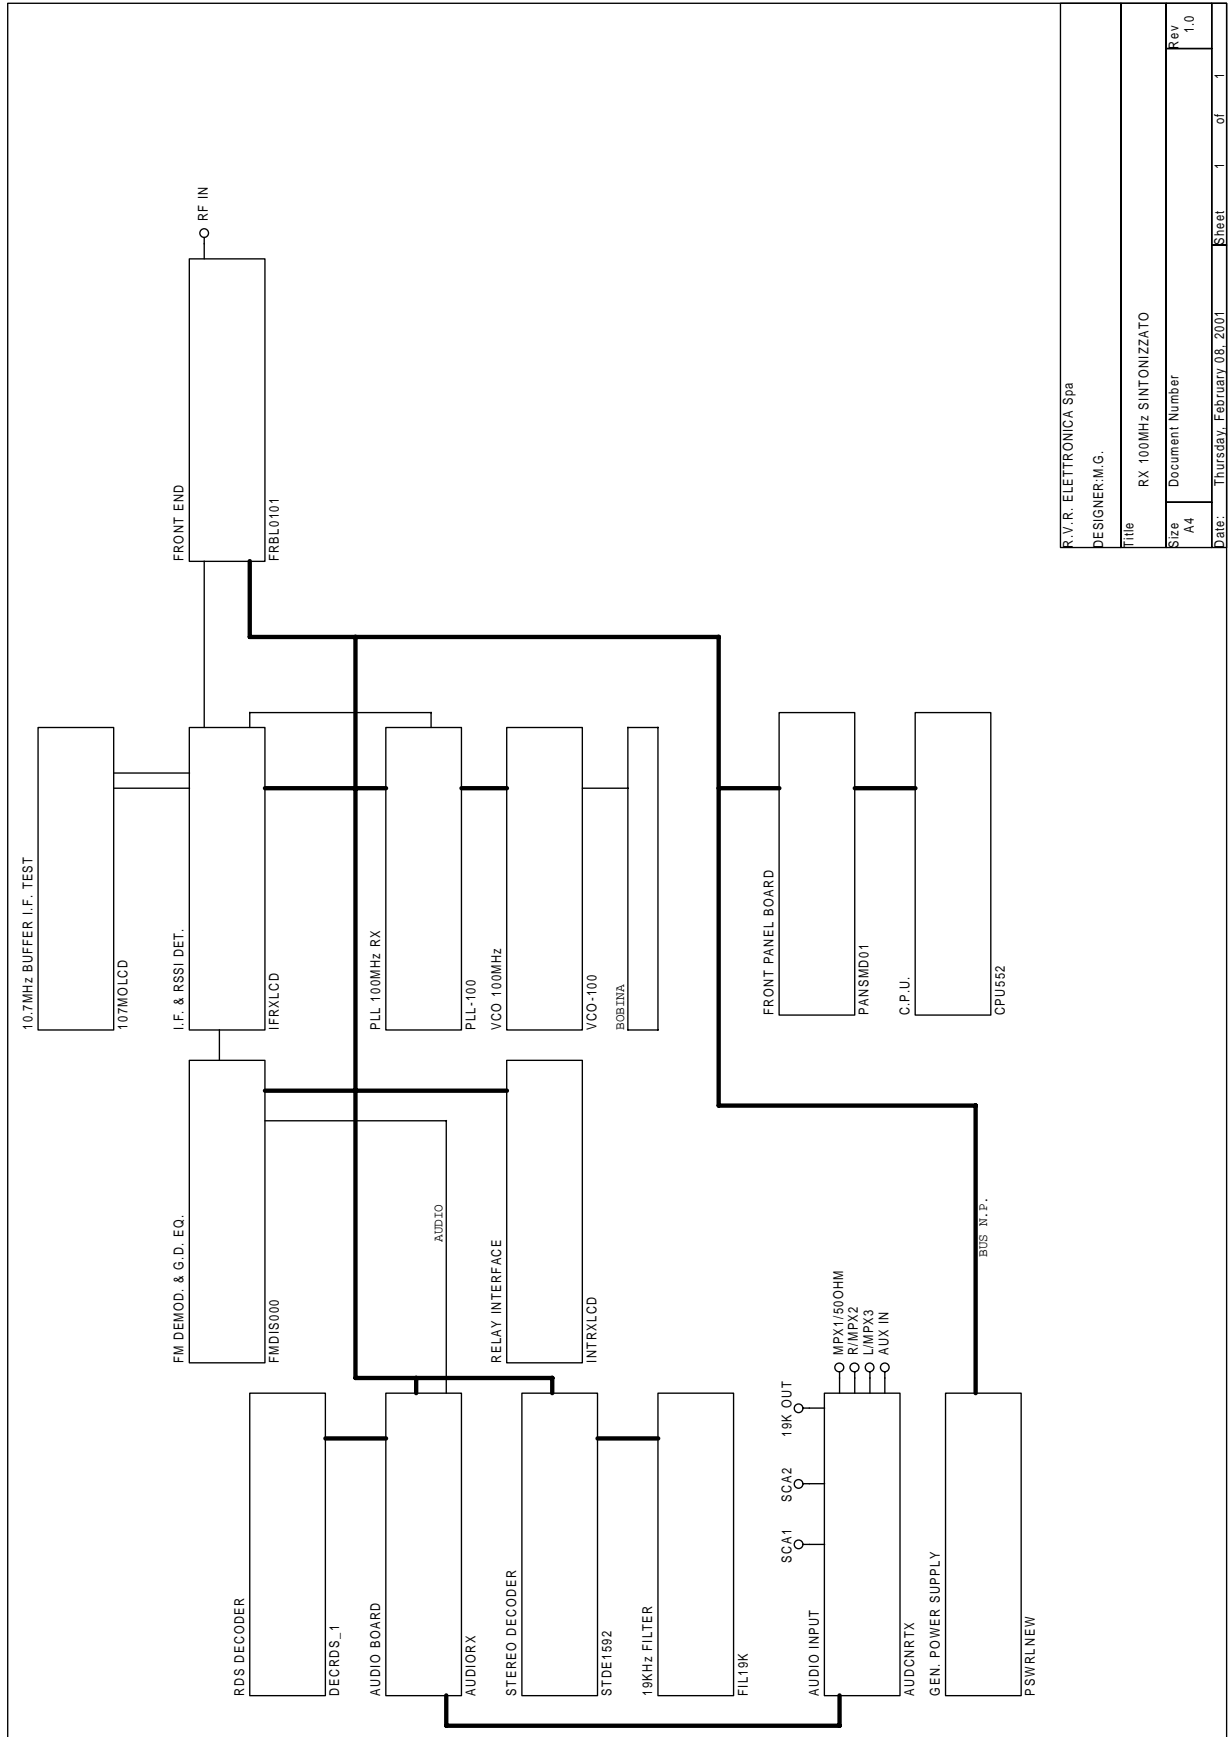 10.7MHz BUFFER I.F. TEST
107MOLCD
FM DEMOD. & G.D. EQ.
FMDIS000
I.F. & RSSI DET.
IFRXLCD
FRONT END
FRBL0101
RF IN
RDS DECODER
DECRDS_1
AUDIO BOARD
AUDIORX
AUDIO
PLL 100MHz RX
PLL-100
STEREO DECODER
STDE1592
RELAY INTERFACE
INTRXLCD
VCO 100MHz
VCO-100
BOBINA
19KHz FILTER
FIL19K
SCA1
SCA2
19K OUT
MPX1/50OHM
R/MPX2
L/MPX3
AUX IN
AUDIO INPUT
AUDCNRTX
FRONT PANEL BOARD
PANSMD01
C.P.U.
CPU552
GEN. POWER SUPPLY
PSWRLNEW
BUS N.P.
R.V.R. ELETTRONICA Spa
DESIGNER:M.G.
Title
RX 100MHz SINTONIZZATO
Size
A4
Document Number
Rev
1.0
Date: Thursday, February 08, 2001 Sheet 1 of 1